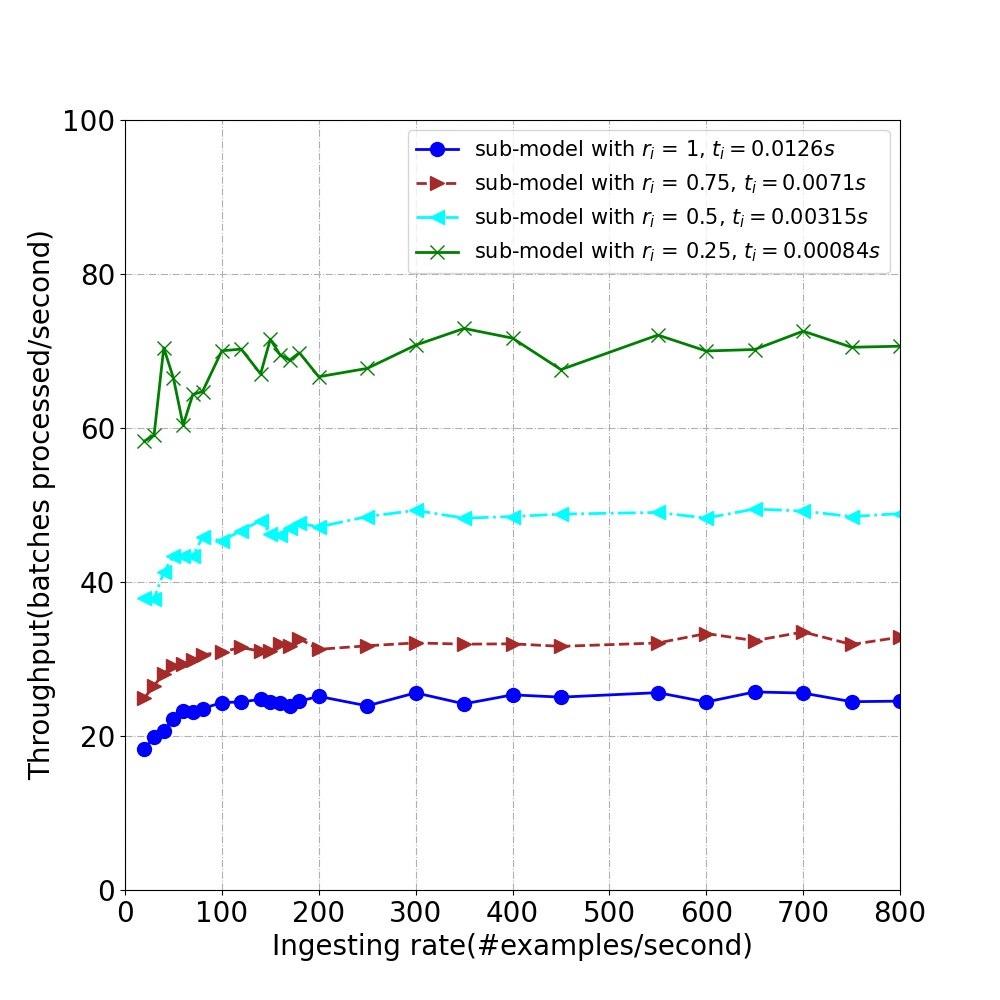 100
80
60
40
20
0
Throughput(batches processed/second)
sub-model with r_i = 1, t_i = 0.0126s
sub-model with r_i = 0.75, t_i = 0.0071s
sub-model with r_i = 0.5, t_i = 0.00315s
sub-model with r_i = 0.25, t_i = 0.00084s
0 100 200 300 400 500 600 700 800
Ingesting rate(#examples/second)